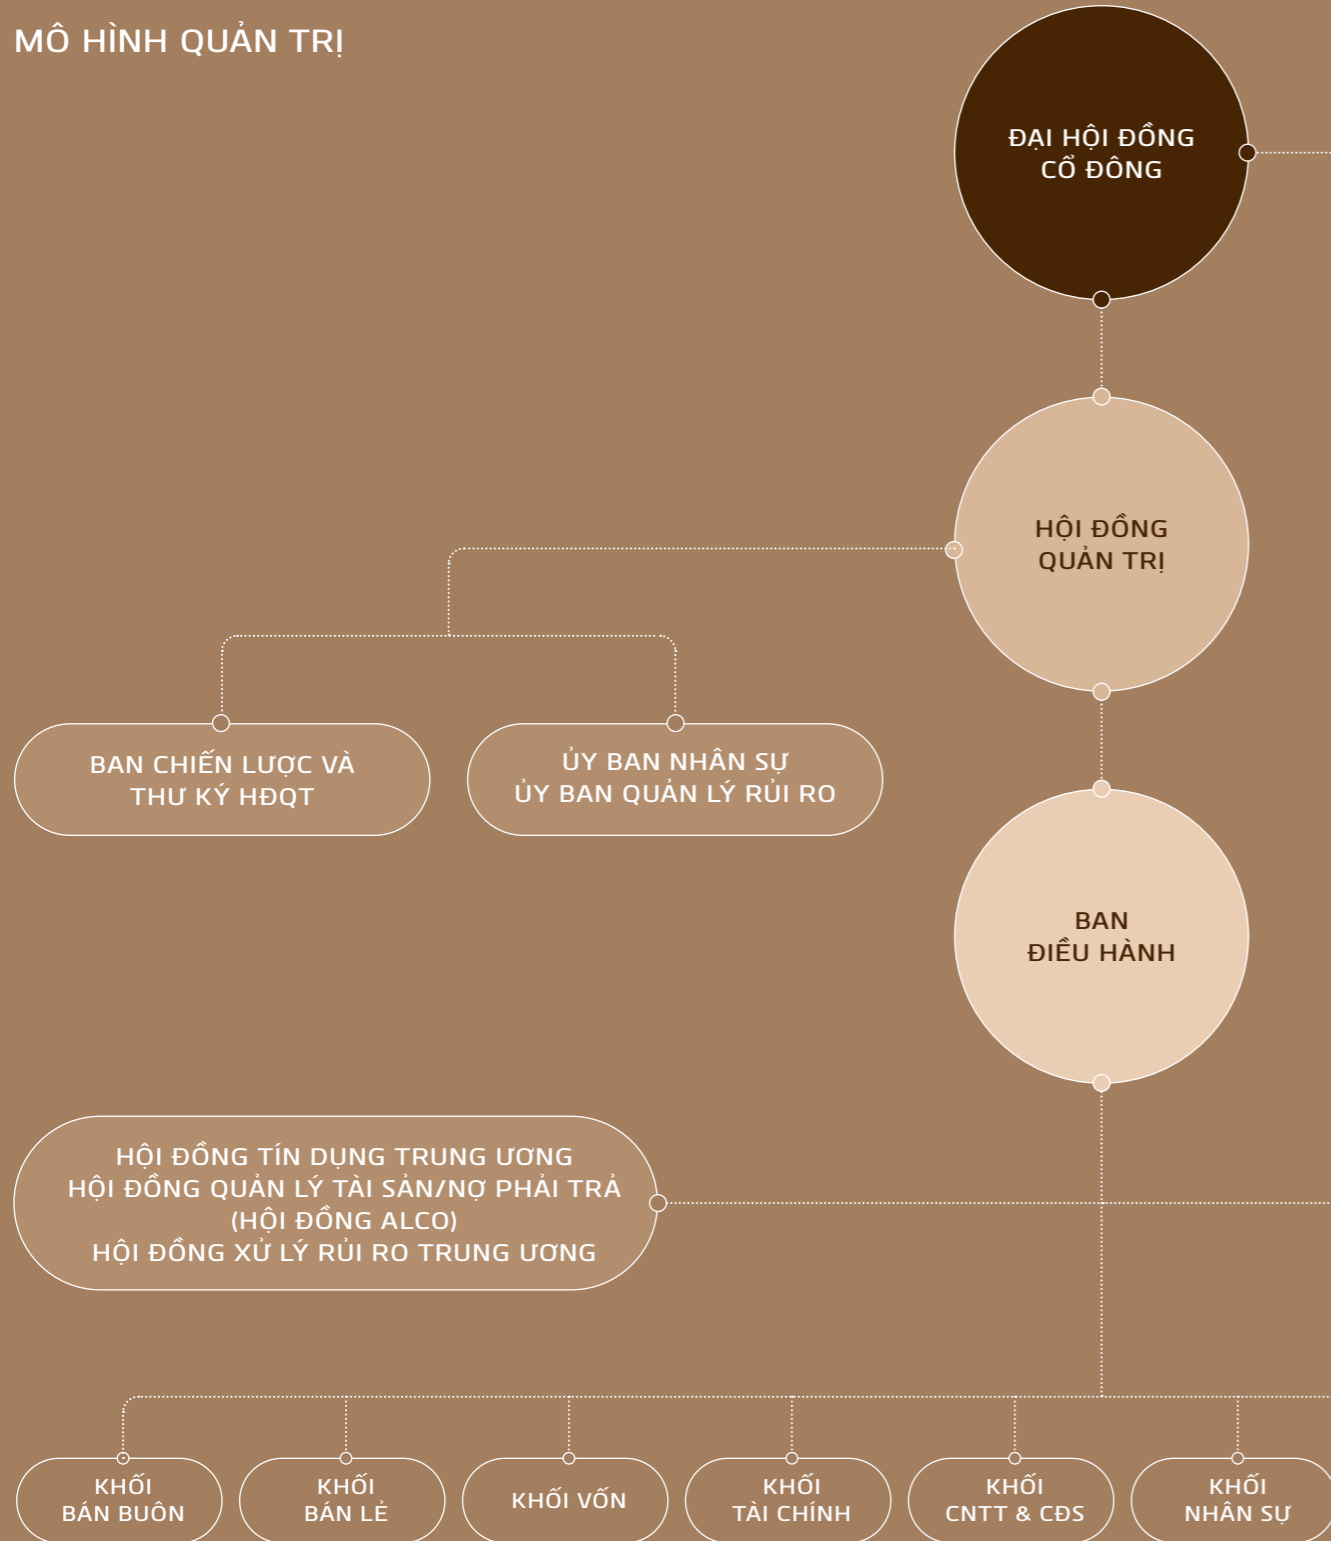 MÔ HÌNH QUẢN TRỊ
ĐẠI HỘI ĐỒNG
CỔ ĐÔNG
HỘI ĐỒNG
QUẢN TRỊ
BAN CHIẾN LƯỢC VÀ
THƯ KÝ HĐQT
ỦY BAN NHÂN SỰ
ỦY BAN QUẢN LÝ RỦI RO
BAN
ĐIỀU HÀNH
HỘI ĐỒNG TÍN DỤNG TRUNG ƯƠNG
HỘI ĐỒNG QUẢN LÝ TÀI SẢN/NỢ PHẢI TRẢ
(HỘI ĐỒNG ALCO)
HỘI ĐỒNG XỬ LÝ RỦI RO TRUNG ƯƠNG
KHỐI
BÁN BUÔN
KHỐI
BÁN LẺ
KHỐI VỐN
KHỐI
TÀI CHÍNH
KHỐI
CNTT & CĐS
KHỐI
NHÂN SỰ